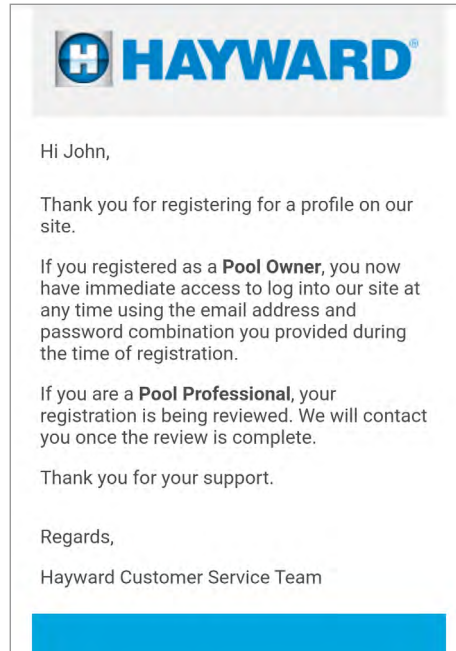 H HAYWARD®
Hi John,
Thank you for registering for a profile on our
site.
If you registered as a Pool Owner, you now
have immediate access to log into our site at
any time using the email address and
password combination you provided during
the time of registration.
If you are a Pool Professional, your
registration is being reviewed. We will contact
you once the review is complete.
Thank you for your support.
Regards,
Hayward Customer Service Team